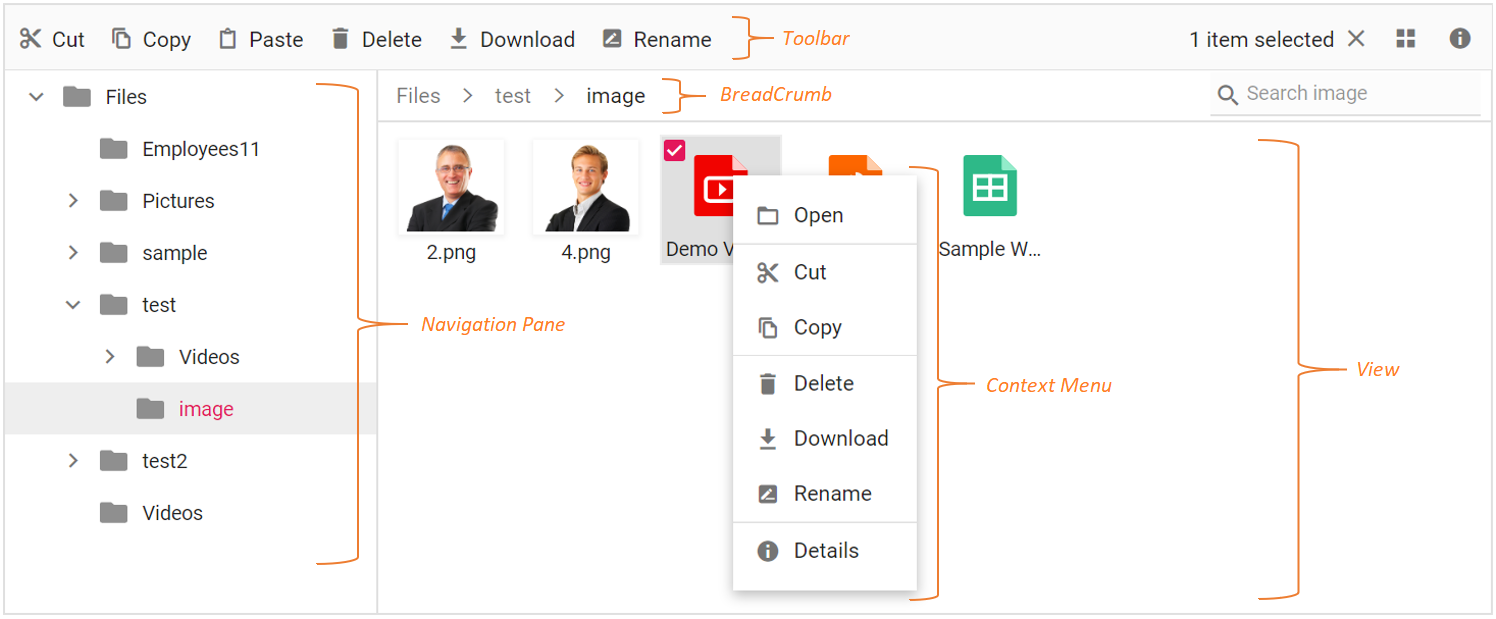 Cut Copy Paste Delete Download Rename Toolbar 1 item selected
Files
Employees11
Pictures
sample
test
Videos
image
test2
Videos
Navigation Pane
Files > test > image BreadCrumb Search image
2.png 4.png Demo V Sample W...
Open
Cut
Copy
Delete
Download
Rename
Details
Context Menu
View